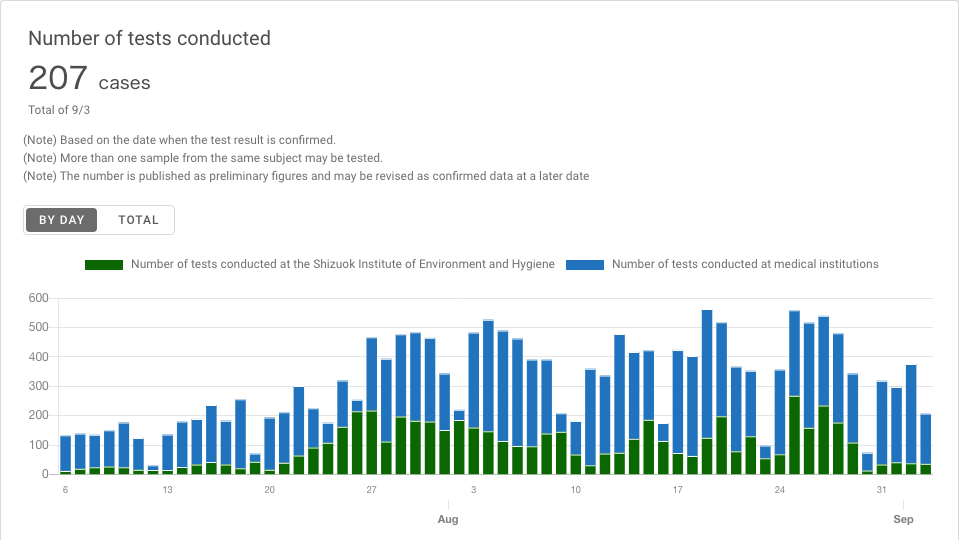 Number of tests conducted
207 cases
Total of 9/3
(Note) Based on the date when the test result is confirmed.
(Note) More than one sample from the same subject may be tested.
(Note) The number is published as preliminary figures and may be revised as confirmed data at a later date
BY DAY TOTAL
Number of tests conducted at the Shizuok Institute of Environment and Hygiene Number of tests conducted at medical institutions
600
500
400
300
200
100
0
6 13 20 27 3 10 17 24 31
Aug Sep